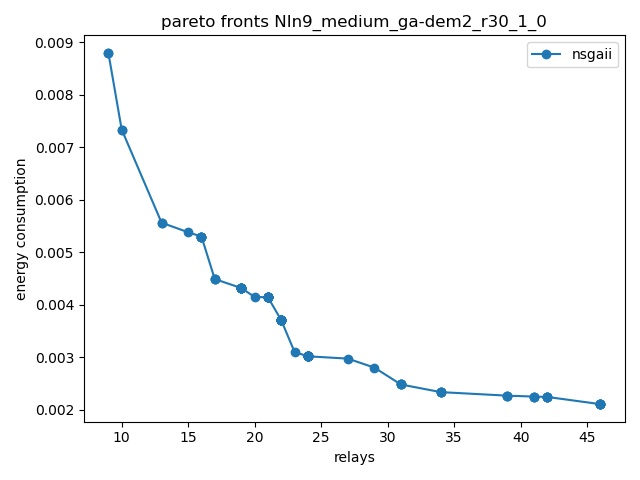 pareto fronts NIn9_medium_ga-dem2_r30_1_0
nsgaii
energy consumption
0.009
0.008
0.007
0.006
0.005
0.004
0.003
0.002
10 15 20 25 30 35 40 45
relays